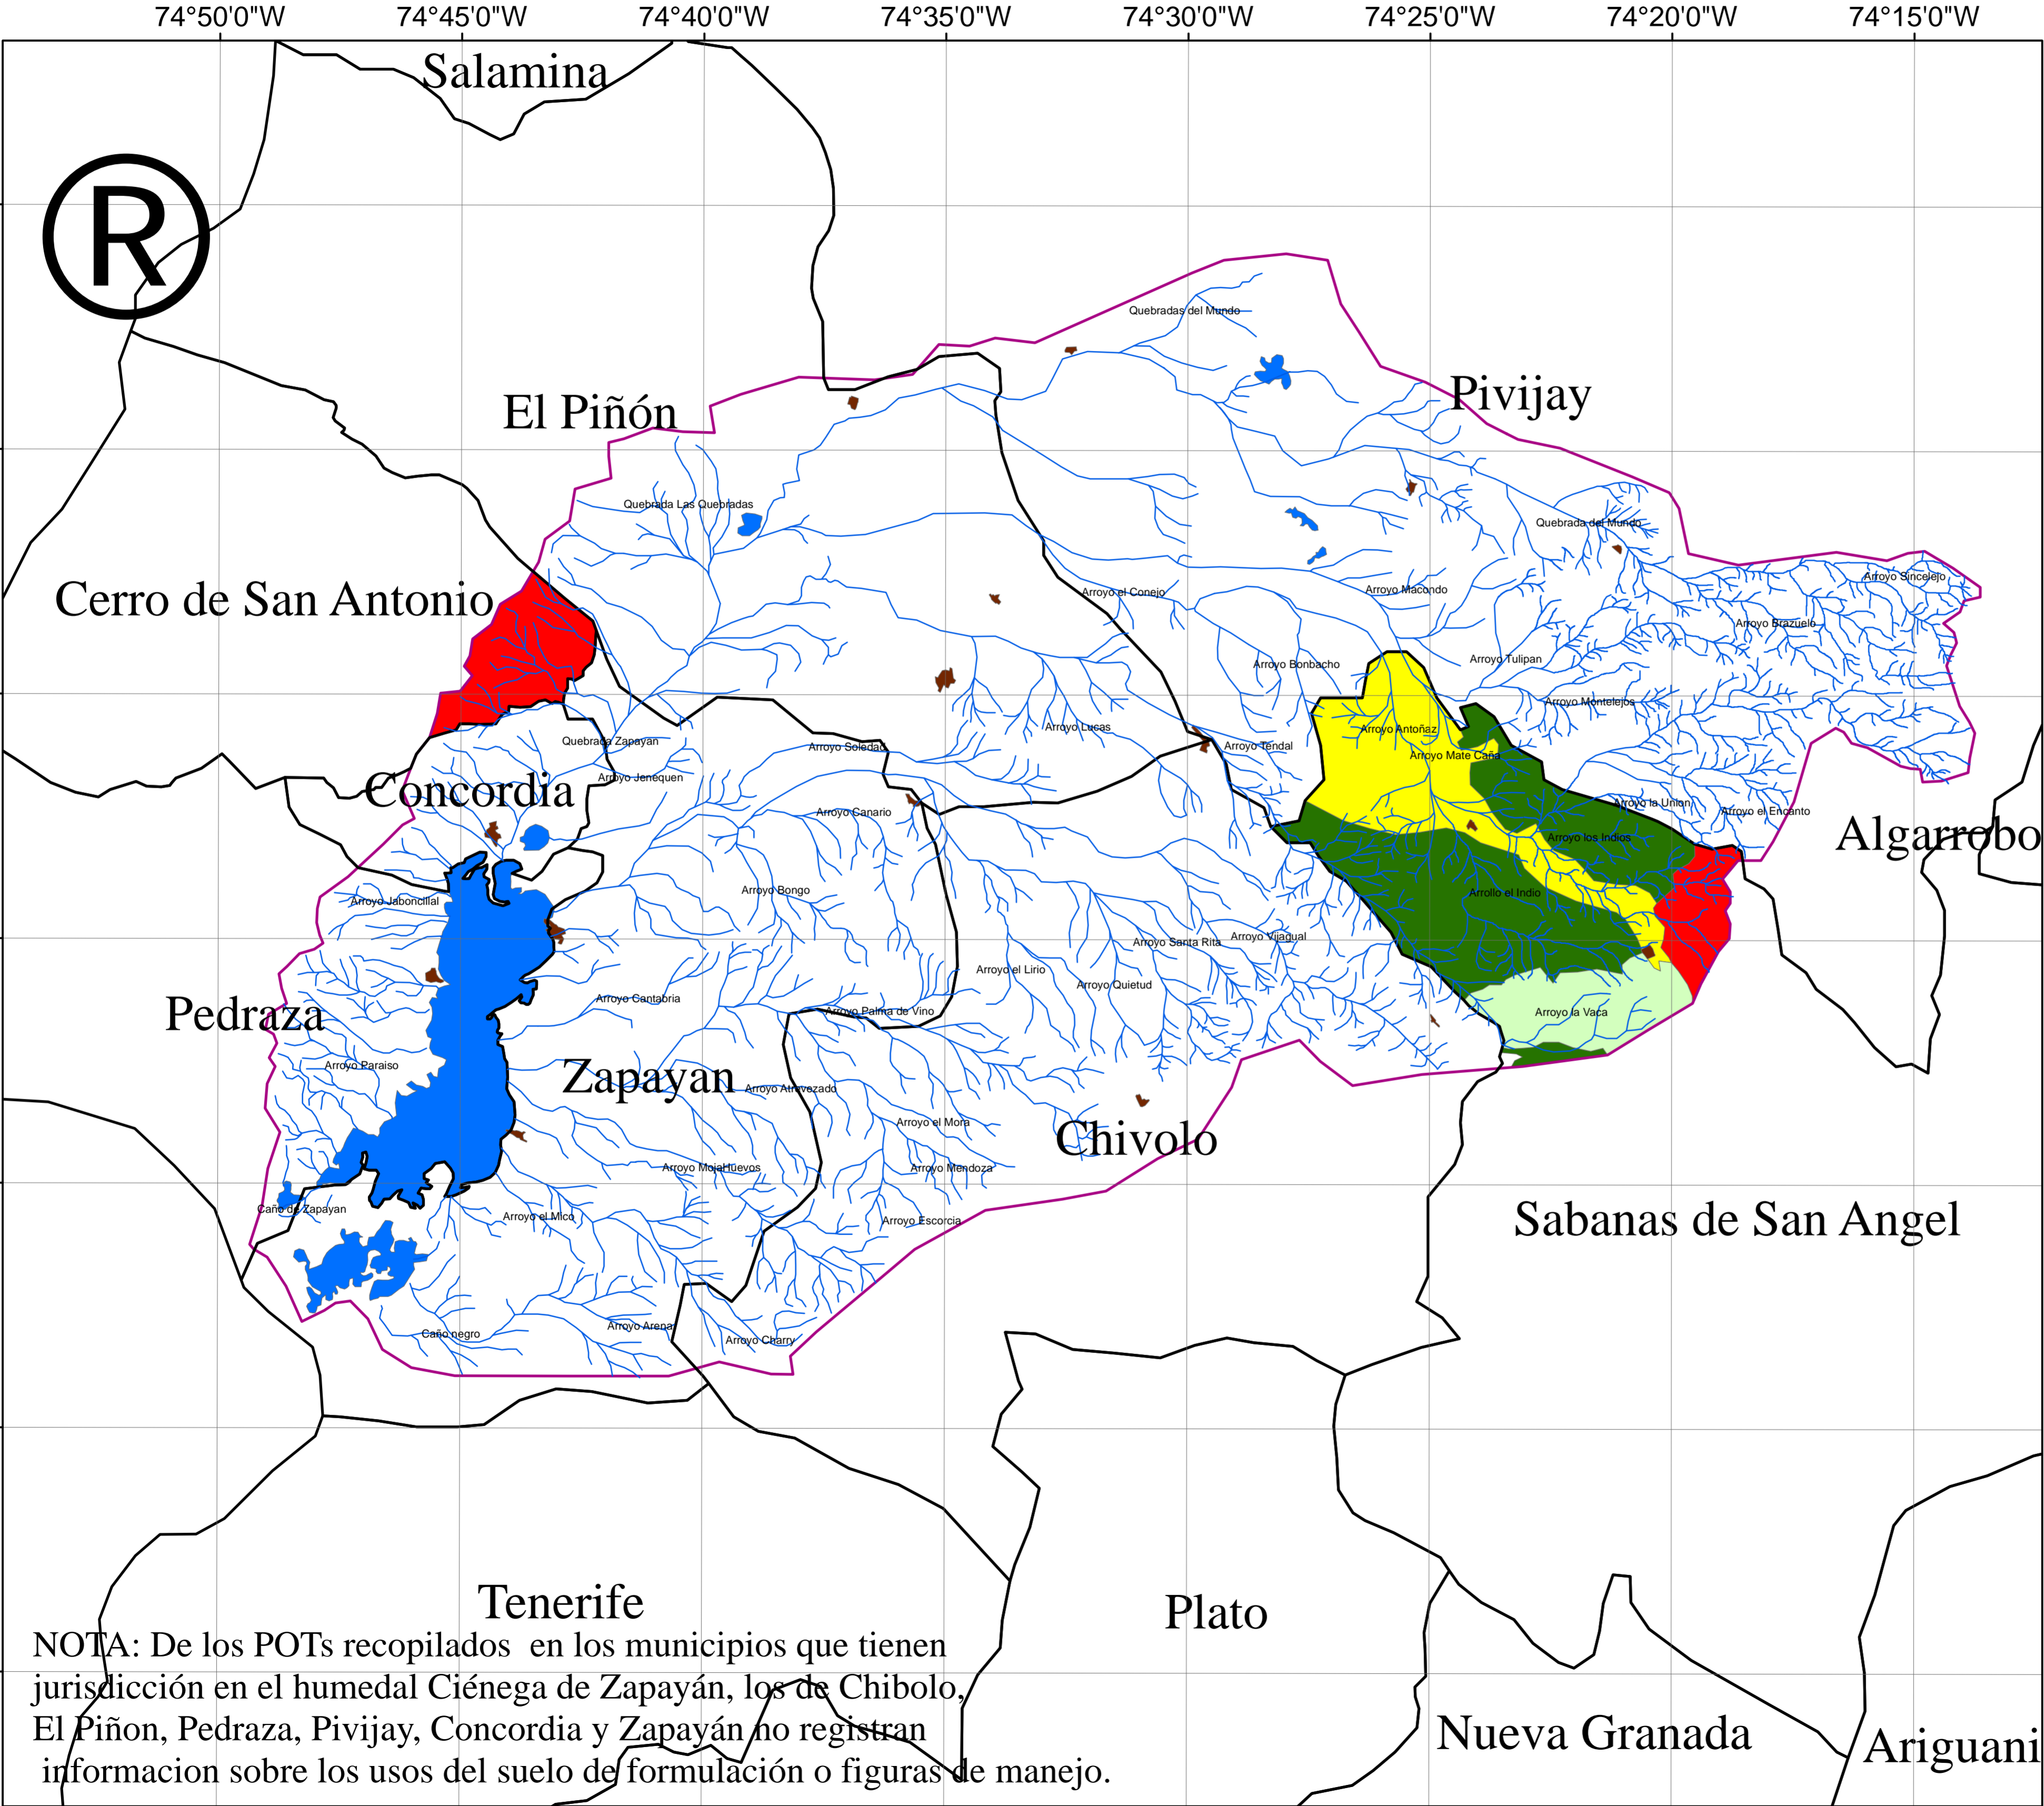 74°50'0"W 74°45'0"W 74°40'0"W 74°35'0"W 74°30'0"W 74°25'0"W 74°20'0"W 74°15'0"W
Salamina
®
Quebradas del Mundo
El Piñón
Pivijay
Quebrada Las Quebradas
Quebrada del Mundo
Cerro de San Antonio
Arroyo el Conejo
Arroyo Macondo
Arroyo Sincelejo
Arroyo Brazuelo
Arroyo Bonbacho
Arroyo Tulipan
Arroyo Montelejos
Arroyo Lucas
Arroyo Antoñaz
Quebrada Zapayan
Arroyo Soledad
Arroyo Tendal
Arroyo Mate Caña
Arroyo Jenequen
Concordia
Arroyo Canario
Arroyo la Union
Arroyo el Encanto
Arroyo los Indios
Algarrobo
Arroyo Bongo
Arrollo el Indio
Arroyo Jaboncillal
Arroyo Santa Rita
Arroyo Vijagual
Arroyo el Lirio
Arroyo Quietud
Arroyo Cantabria
Pedraza
Arroyo Palma de Vino
Arroyo la Vaca
Arroyo Paraiso
Zapayan
Arroyo Atravezado
Arroyo el Mora
Chivolo
Arroyo MojaHuevos
Arroyo Mendoza
Caño de Zapayan
Arroyo el Mico
Arroyo Escorcia
Sabanas de San Angel
Caño negro
Arroyo Arena
Arroyo Charry
Tenerife
Plato
NOTA: De los POTs recopilados en los municipios que tienen
jurisdicción en el humedal Ciénega de Zapayán, los de Chibolo,
El Piñon, Pedraza, Pivijay, Concordia y Zapayán no registran
informacion sobre los usos del suelo de formulación o figuras de manejo.
Nueva Granada
Ariguani